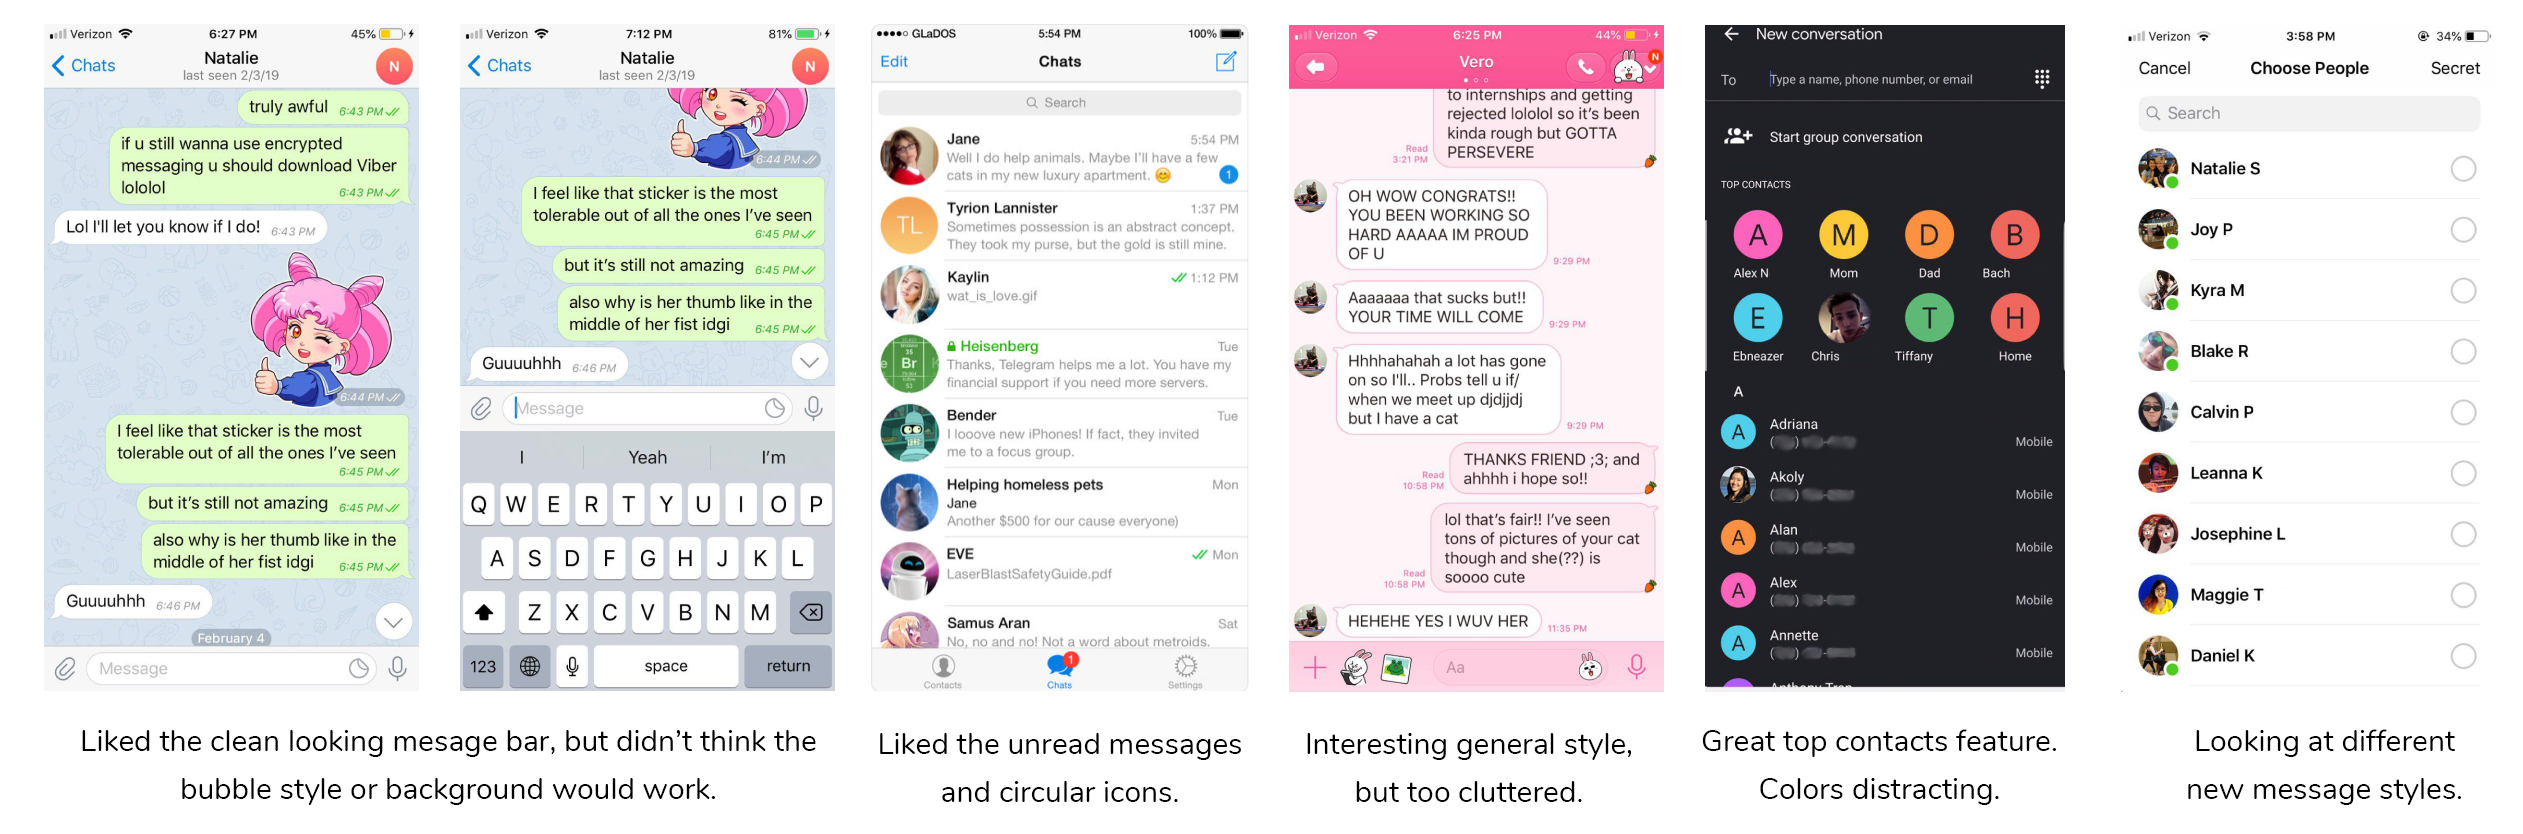 Verizon 6:27 PM 45%
Chats Natalie N
last seen 2/3/19
truly awful 6:43 PM
if u still wanna use encrypted
messaging u should download Viber
lololol 6:43 PM
Lol I'll let you know if I do! 6:43 PM
6:44 PM
I feel like that sticker is the most
tolerable out of all the ones I've seen
6:45 PM
but it's still not amazing 6:45 PM
also why is her thumb like in the
middle of her fist idgi 6:45 PM
Guuuuhhh 6:46 PM
February 4
Message
Verizon 7:12 PM 81%
Chats Natalie N
last seen 2/3/19
6:44 PM
I feel like that sticker is the most
tolerable out of all the ones I've seen
6:45 PM
but it's still not amazing 6:45 PM
also why is her thumb like in the
middle of her fist idgi 6:45 PM
Guuuuhhh 6:46 PM
Message
I Yeah I'm
Q W E R T Y U I O P
A S D F G H J K L
Z X C V B N M
123 space return
Liked the clean looking mesage bar, but didn't think the
bubble style or background would work.
GLaDOS 5:54 PM 100%
Edit Chats
Search
Jane 5:54 PM
Well I do help animals. Maybe I'll have a few
cats in my new luxury apartment. 😊 1
TL Tyrion Lannister 1:37 PM
Sometimes possession is an abstract concept.
They took my purse, but the gold is still mine.
Kaylin 1:12 PM
wat_is_love.gif
Heisenberg Tue
35 Br Thanks, Telegram helps me a lot. You have my
financial support if you need more servers.
Bender Tue
I looove new iPhones! If fact, they invited
me to a focus group.
Helping homeless pets Mon
Jane
Another $500 for our cause everyone)
EVE Mon
LaserBlastSafetyGuide.pdf
Samus Aran Sat
No, no and no! Not a word about metroids.
1
Contacts Chats Settings
Liked the unread messages
and circular icons.
Verizon 6:25 PM 44%
Vero N
to internships and getting
rejected lololol so it's been
kinda rough but GOTTA
PERSEVERE
Read
3:21 PM
OH WOW CONGRATS!!
YOU BEEN WORKING SO
HARD AAAAA IM PROUD
OF U
9:29 PM
Aaaaaaa that sucks but!!
YOUR TIME WILL COME 9:29 PM
Hhhhahahah a lot has gone
on so I'll.. Probs tell u if/
when we meet up djdjjdj
but I have a cat 9:29 PM
THANKS FRIEND ;3; and
ahhhh i hope so!!
Read
10:58 PM
lol that's fair!! I've seen
tons of pictures of your cat
though and she(??) is
soooo cute
Read
10:58 PM
HEHEHE YES I WUV HER 11:35 PM
Aa
Interesting general style,
but too cluttered.
New conversation
To Type a name, phone number, or email
Start group conversation
TOP CONTACTS
A M D B
Alex N Mom Dad Bach
E T H
Ebneazer Chris Tiffany Home
A
A Adriana
Mobile
Akoly
Mobile
A Alan
Mobile
A Alex
Mobile
A Annette
Mobile
Great top contacts feature.
Colors distracting.
Verizon 3:58 PM 34%
Cancel Choose People Secret
Search
Natalie S
Joy P
Kyra M
Blake R
Calvin P
Leanna K
Josephine L
Maggie T
Daniel K
Looking at different
new message styles.